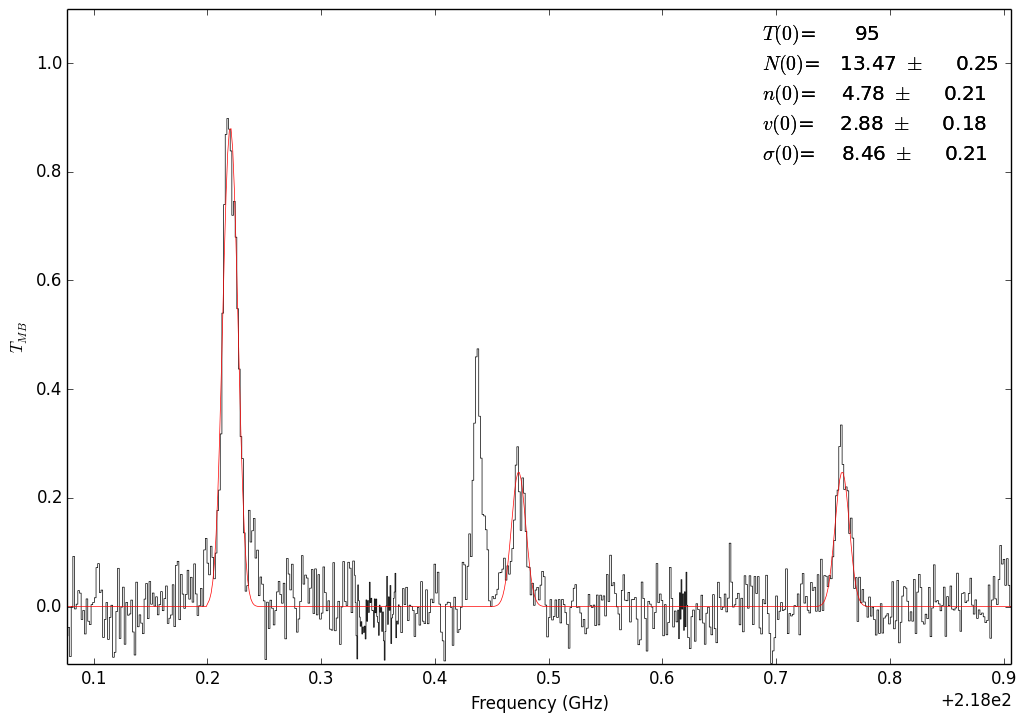 T(0)= 95
N(0)= 13.47 ± 0.25
n(0)= 4.78 ± 0.21
v(0)= 2.88 ± 0.18
σ(0)= 8.46 ± 0.21
1.0
0.8
0.6
0.4
0.2
0.0
T_MB
0.1 0.2 0.3 0.4 0.5 0.6 0.7 0.8 0.9
+2.18e2
Frequency (GHz)